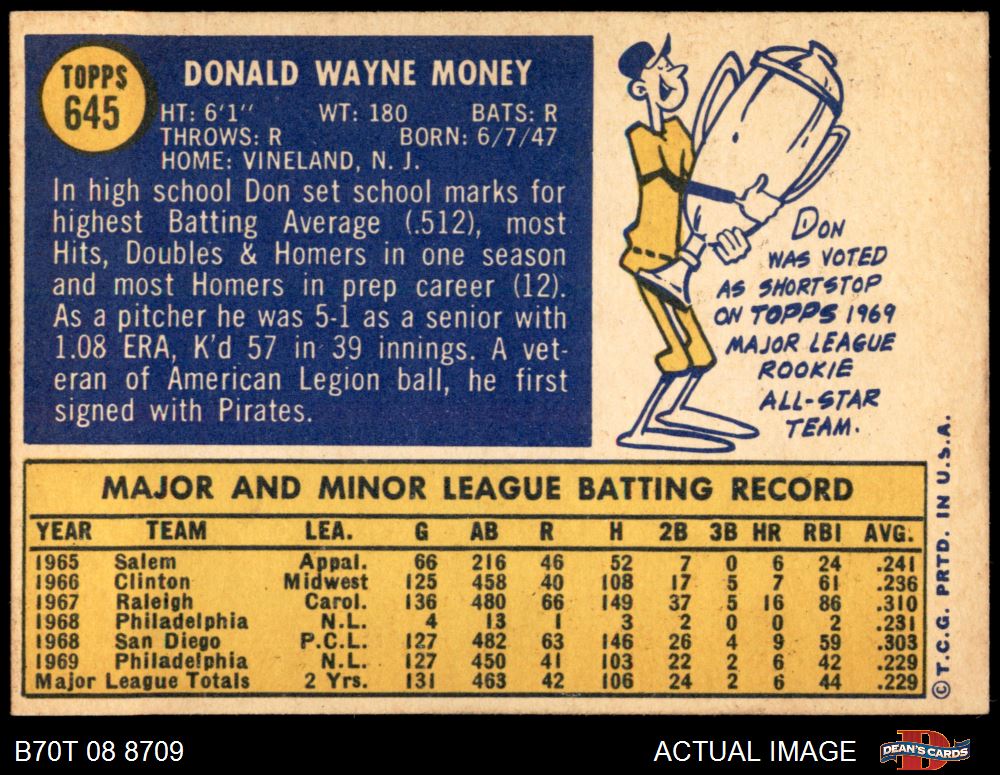 TOPPS
645
DONALD WAYNE MONEY
HT: 6'1'' WT: 180 BATS: R
THROWS: R BORN: 6/7/47
HOME: VINELAND, N. J.
In high school Don set school marks for
highest Batting Average (.512), most
Hits, Doubles & Homers in one season
and most Homers in prep career (12).
As a pitcher he was 5-1 as a senior with
1.08 ERA, K'd 57 in 39 innings. A vet-
eran of American Legion ball, he first
signed with Pirates.
DON
WAS VOTED
AS SHORTSTOP
ON TOPPS 1969
MAJOR LEAGUE
ROOKIE
ALL-STAR
TEAM.
MAJOR AND MINOR LEAGUE BATTING RECORD
YEAR TEAM LEA. G AB R H 2B 3B HR RBI AVG.
1965 Salem Appal. 66 216 46 52 7 0 6 24 .241
1966 Clinton Midwest 125 458 40 108 17 5 7 61 .236
1967 Raleigh Carol. 136 480 66 149 37 5 16 86 .310
1968 Philadelphia N.L. 4 13 1 3 2 0 0 2 .231
1968 San Diego P.C.L. 127 482 63 146 26 4 9 59 .303
1969 Philadelphia N.L. 127 450 41 103 22 2 6 42 .229
Major League Totals 2 Yrs. 131 463 42 106 24 2 6 44 .229
© T.C.G. PRTD. IN U.S.A.
B70T 08 8709
ACTUAL IMAGE
DEAN'S CARDS